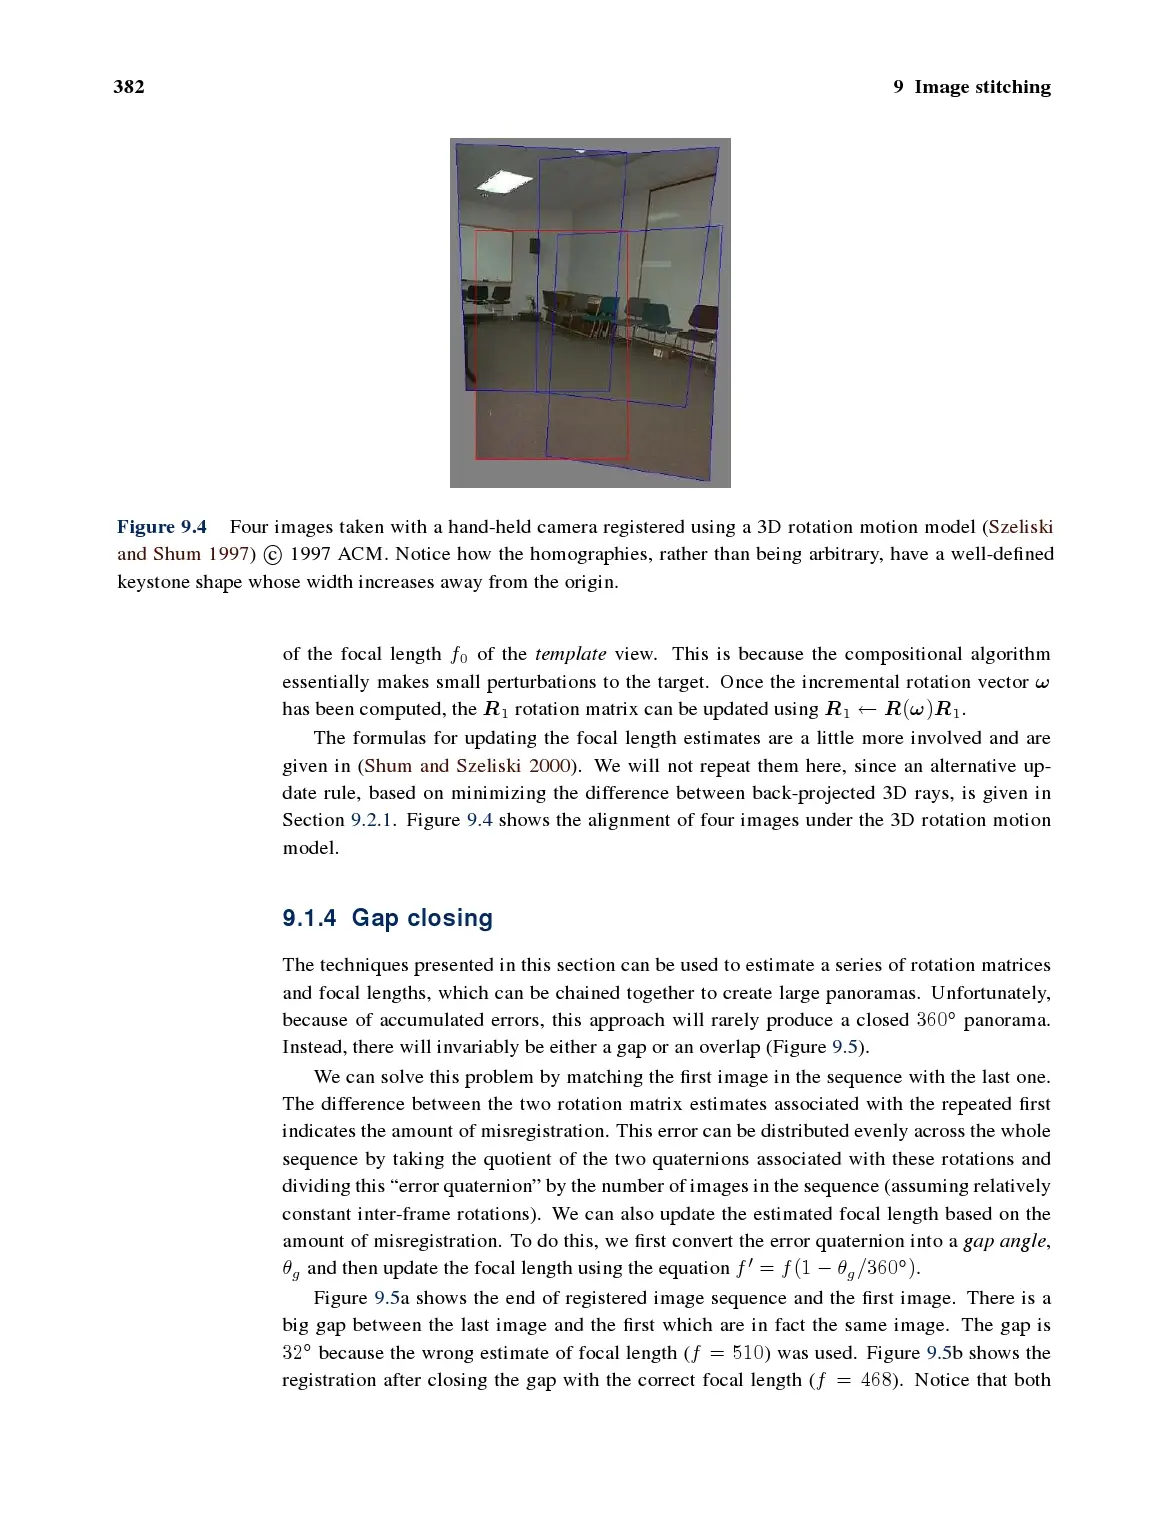 382
9 Image stitching
Figure 9.4 Four images taken with a hand-held camera registered using a 3D rotation motion model (Szeliski
and Shum 1997) © 1997 ACM. Notice how the homographies, rather than being arbitrary, have a well-defined
keystone shape whose width increases away from the origin.
of the focal length f₀ of the template view. This is because the compositional algorithm
essentially makes small perturbations to the target. Once the incremental rotation vector ω
has been computed, the R₁ rotation matrix can be updated using R₁ ← R(ω)R₁.
The formulas for updating the focal length estimates are a little more involved and are
given in (Shum and Szeliski 2000). We will not repeat them here, since an alternative up-
date rule, based on minimizing the difference between back-projected 3D rays, is given in
Section 9.2.1. Figure 9.4 shows the alignment of four images under the 3D rotation motion
model.
9.1.4 Gap closing
The techniques presented in this section can be used to estimate a series of rotation matrices
and focal lengths, which can be chained together to create large panoramas. Unfortunately,
because of accumulated errors, this approach will rarely produce a closed 360° panorama.
Instead, there will invariably be either a gap or an overlap (Figure 9.5).
We can solve this problem by matching the first image in the sequence with the last one.
The difference between the two rotation matrix estimates associated with the repeated first
indicates the amount of misregistration. This error can be distributed evenly across the whole
sequence by taking the quotient of the two quaternions associated with these rotations and
dividing this “error quaternion” by the number of images in the sequence (assuming relatively
constant inter-frame rotations). We can also update the estimated focal length based on the
amount of misregistration. To do this, we first convert the error quaternion into a gap angle,
θg and then update the focal length using the equation f′ = f(1 − θg/360°).
Figure 9.5a shows the end of registered image sequence and the first image. There is a
big gap between the last image and the first which are in fact the same image. The gap is
32° because the wrong estimate of focal length (f = 510) was used. Figure 9.5b shows the
registration after closing the gap with the correct focal length (f = 468). Notice that both